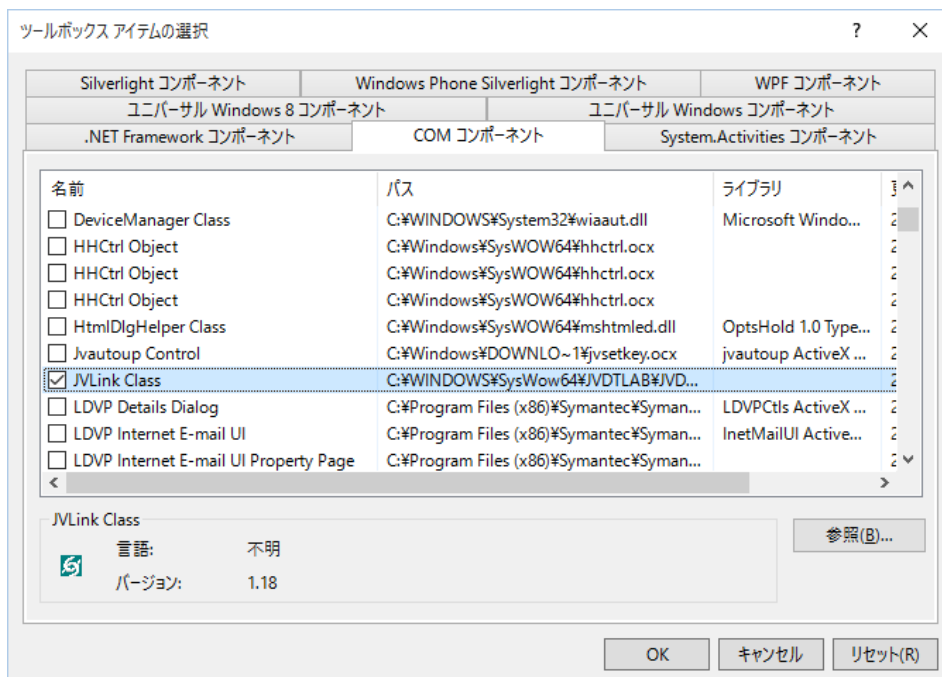 ツールボックス アイテムの選択
Silverlight コンポーネント Windows Phone Silverlight コンポーネント WPF コンポーネント
ユニバーサル Windows 8 コンポーネント ユニバーサル Windows コンポーネント
.NET Framework コンポーネント COM コンポーネント System.Activities コンポーネント
名前 パス ライブラリ
DeviceManager Class C:¥WINDOWS¥System32¥wiaaut.dll Microsoft Windo...
HHCtrl Object C:¥Windows¥SysWOW64¥hhctrl.ocx
HHCtrl Object C:¥Windows¥SysWOW64¥hhctrl.ocx
HHCtrl Object C:¥Windows¥SysWOW64¥hhctrl.ocx
HtmlDlgHelper Class C:¥Windows¥SysWOW64¥mshtmled.dll OptsHold 1.0 Type...
Jvautoup Control C:¥Windows¥DOWNLO~1¥jvsetkey.ocx jvautoup ActiveX ...
JVLink Class C:¥WINDOWS¥SysWow64¥JVDTLAB¥JVD...
LDVP Details Dialog C:¥Program Files (x86)¥Symantec¥Syman... LDVPCtls ActiveX ...
LDVP Internet E-mail UI C:¥Program Files (x86)¥Symantec¥Syman... InetMailUI Active...
LDVP Internet E-mail UI Property Page C:¥Program Files (x86)¥Symantec¥Syman...
JVLink Class
言語: 不明
バージョン: 1.18
参照(B)...
OK キャンセル リセット(R)